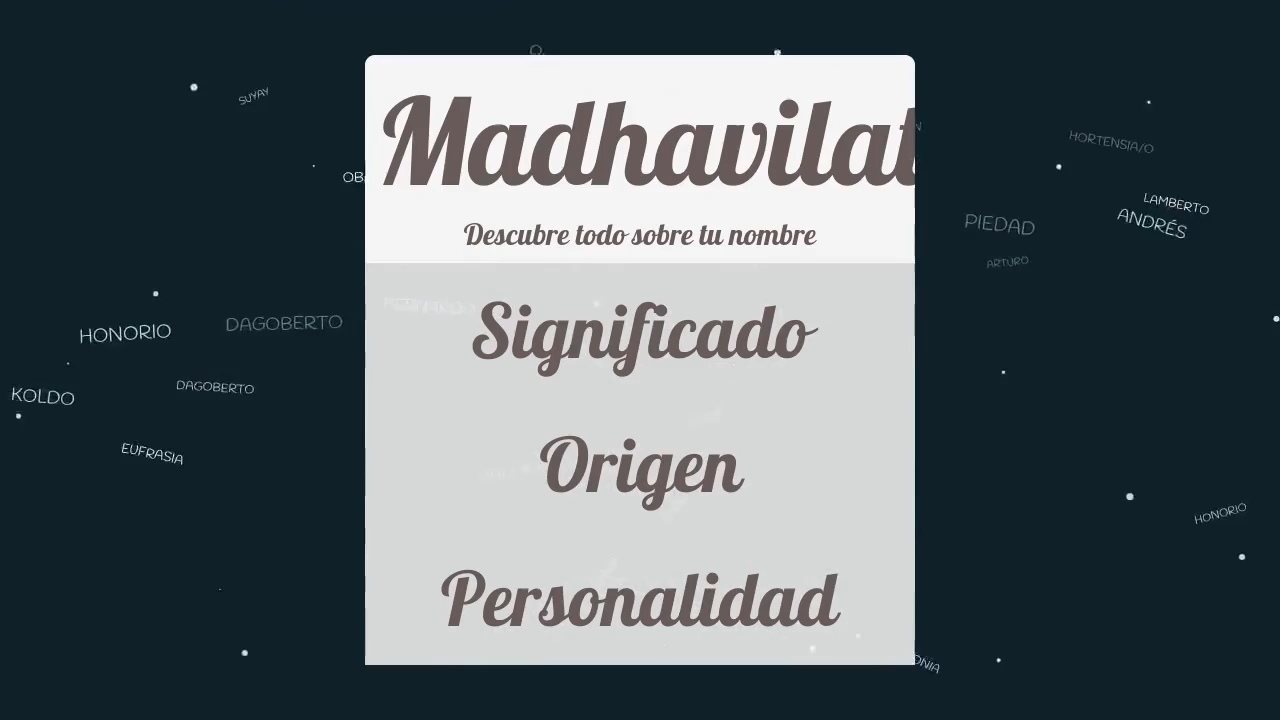 SUYAY
Madhavilat
HORTENSIA/O
LAMBERTO
ANDRÉS
PIEDAD
ARTURO
Descubre todo sobre tu nombre
HONORIO
DAGOBERTO
Significado
DAGOBERTO
KOLDO
EUFRASIA
Origen
HONORIO
Personalidad